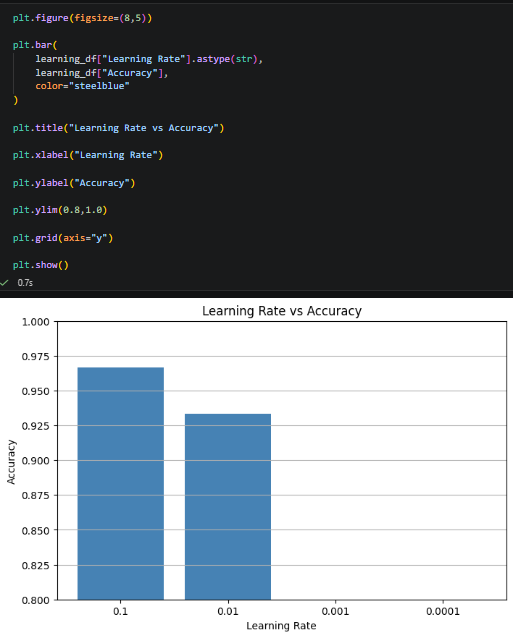 plt.figure(figsize=(8,5))
plt.bar(
learning_df["Learning Rate"].astype(str),
learning_df["Accuracy"],
color="steelblue"
)
plt.title("Learning Rate vs Accuracy")
plt.xlabel("Learning Rate")
plt.ylabel("Accuracy")
plt.ylim(0.8,1.0)
plt.grid(axis="y")
plt.show()
0.7s
Learning Rate vs Accuracy
1.000
0.975
0.950
0.925
0.900
0.875
0.850
0.825
0.800
Accuracy
0.1 0.01 0.001 0.0001
Learning Rate